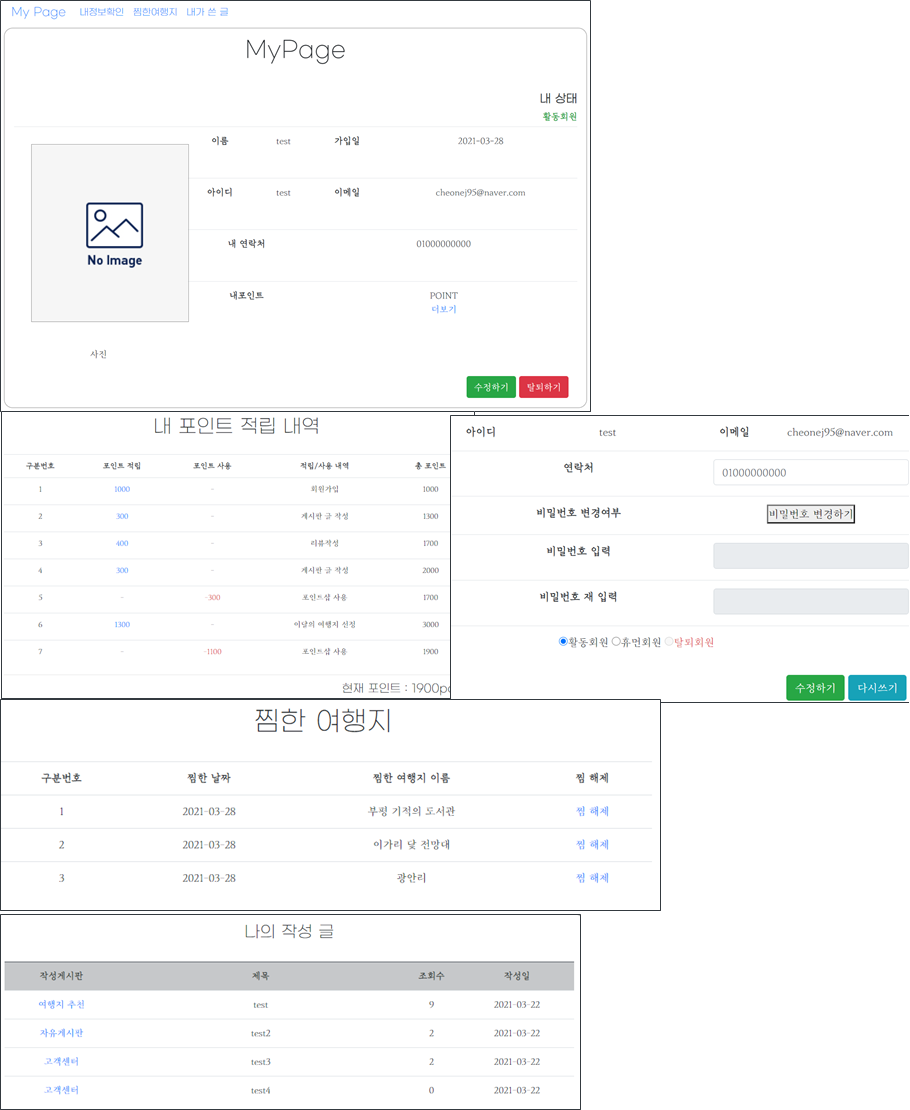 My Page 내정보확인 찜한여행지 내가 쓴 글
MyPage
내 상태
활동회원
이름 test 가입일 2021-03-28
No Image
아이디 test 이메일 cheonej95@naver.com
내 연락처 01000000000
내포인트 POINT
더보기
사진
수정하기 탈퇴하기
내 포인트 적립 내역
구분번호 포인트 적립 포인트 사용 적립/사용 내역 총 포인트
1 1000 - 회원가입 1000
2 300 - 게시판 글 작성 1300
3 400 - 리뷰작성 1700
4 300 - 게시판 글 작성 2000
5 - -300 포인트샵 사용 1700
6 1300 - 이달의 여행지 선정 3000
7 - -1100 포인트샵 사용 1900
현재 포인트 : 1900po
아이디 test 이메일 cheonej95@naver.com
연락처 01000000000
비밀번호 변경여부 비밀번호 변경하기
비밀번호 입력
비밀번호 재 입력
활동회원 휴먼회원 탈퇴회원
수정하기 다시쓰기
찜한 여행지
구분번호 찜한 날짜 찜한 여행지 이름 찜 해제
1 2021-03-28 부평 기적의 도서관 찜 해제
2 2021-03-28 이가리 닻 전망대 찜 해제
3 2021-03-28 광안리 찜 해제
나의 작성 글
작성게시판 제목 조회수 작성일
여행지 추천 test 9 2021-03-22
자유게시판 test2 2 2021-03-22
고객센터 test3 2 2021-03-22
고객센터 test4 0 2021-03-22